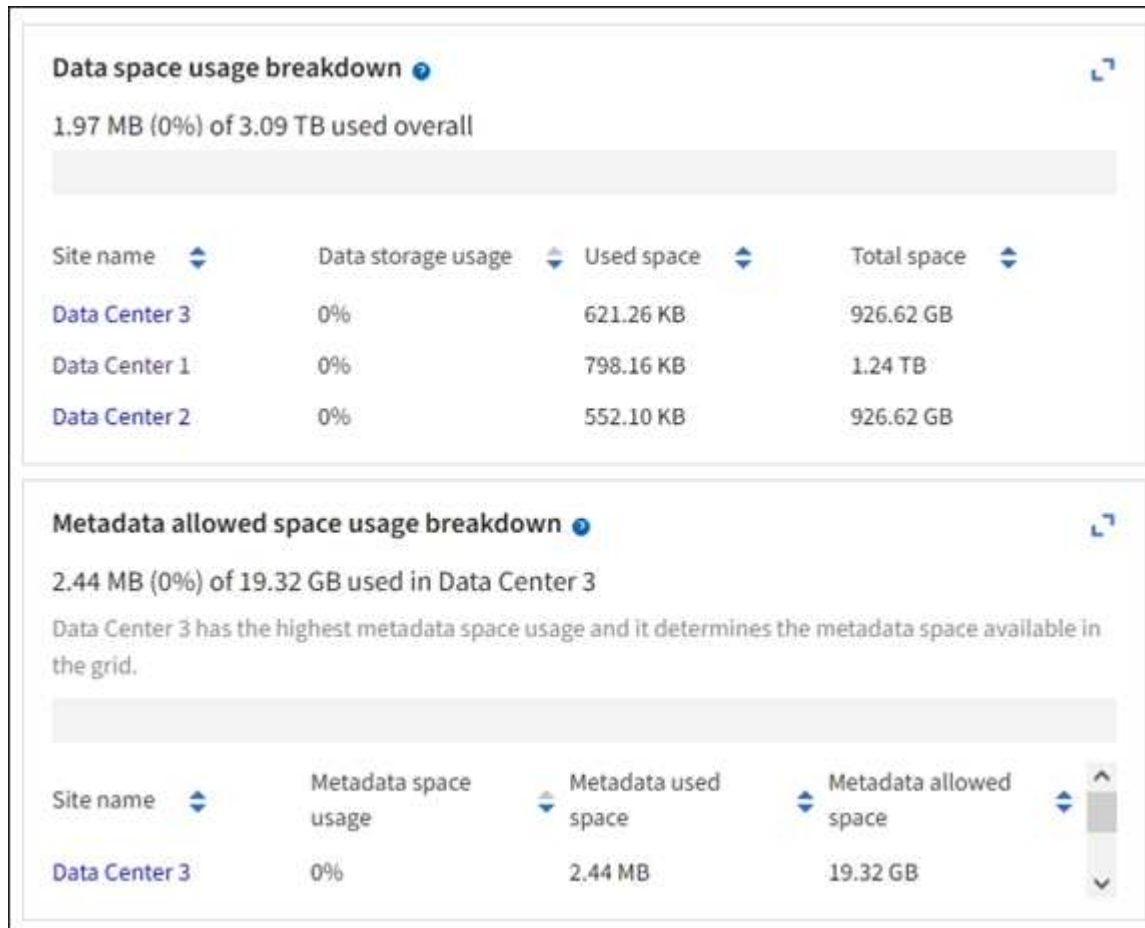 Data space usage breakdown
1.97 MB (0%) of 3.09 TB used overall
Site name Data storage usage Used space Total space
Data Center 3 0% 621.26 KB 926.62 GB
Data Center 1 0% 798.16 KB 1.24 TB
Data Center 2 0% 552.10 KB 926.62 GB
Metadata allowed space usage breakdown
2.44 MB (0%) of 19.32 GB used in Data Center 3
Data Center 3 has the highest metadata space usage and it determines the metadata space available in
the grid.
Site name Metadata space usage Metadata used space Metadata allowed space
Data Center 3 0% 2.44 MB 19.32 GB